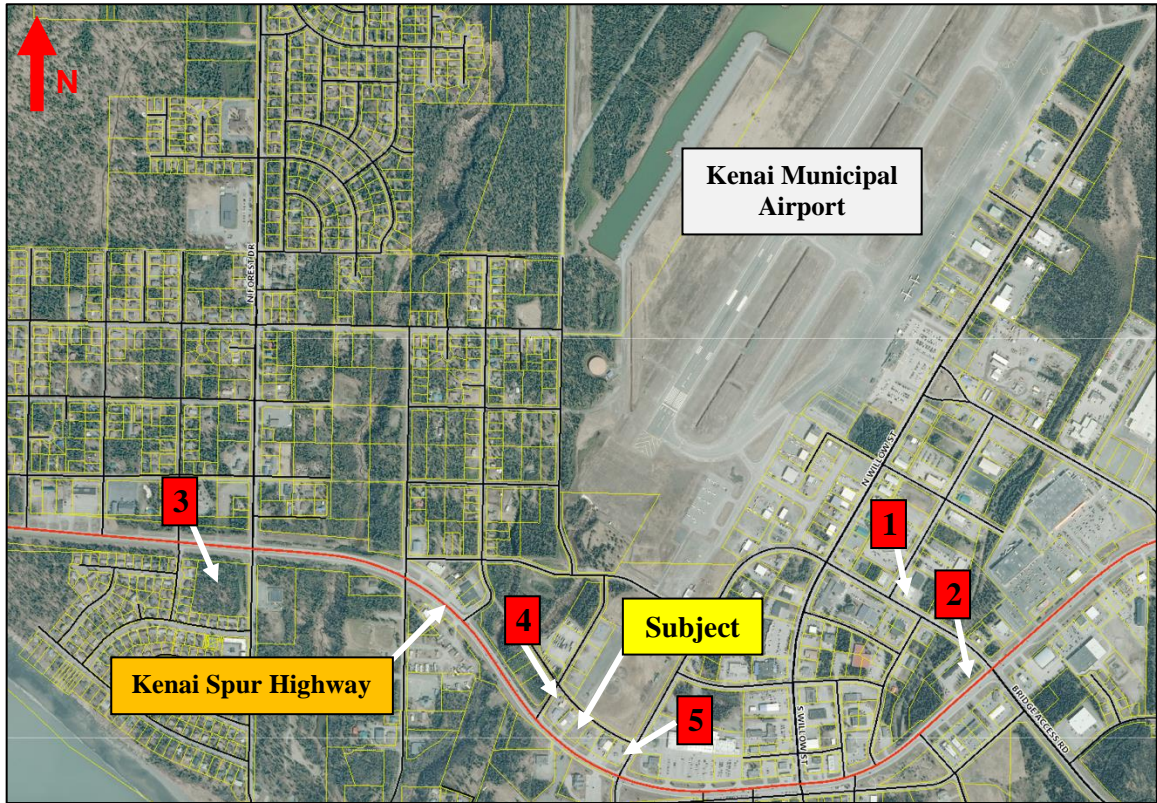 N
Kenai Municipal
Airport
N FOREST DR
N WILLOW ST
3
1
2
4
Subject
Kenai Spur Highway
5
S WILLOW ST
BRIDGE ACCESS RD